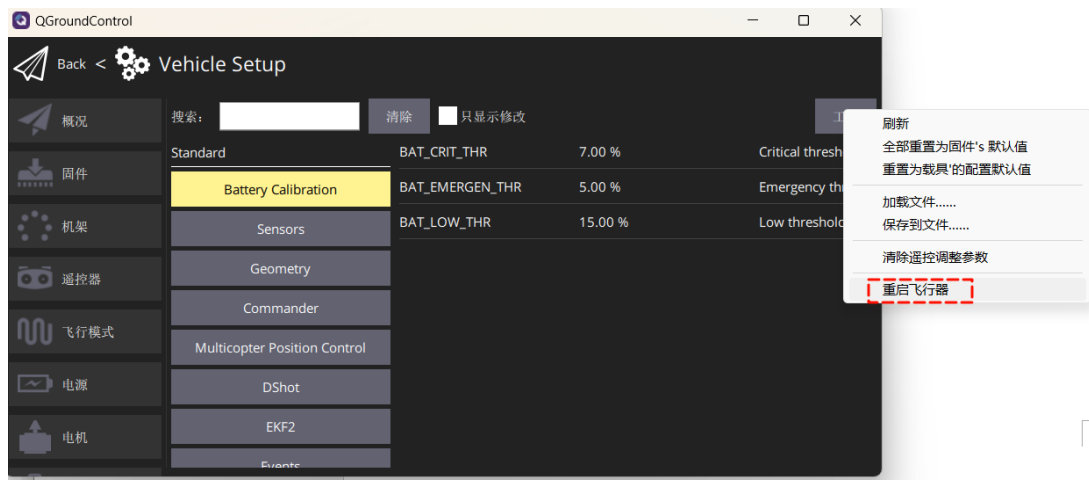 QGroundControl
Back < Vehicle Setup
概况
固件
机架
遥控器
飞行模式
电源
电机
搜索：
清除
只显示修改
Standard
Battery Calibration
Sensors
Geometry
Commander
Multicopter Position Control
DShot
EKF2
Events
BAT_CRIT_THR 7.00 % Critical thresh
BAT_EMERGEN_THR 5.00 % Emergency th
BAT_LOW_THR 15.00 % Low threshold
刷新
全部重置为固件's 默认值
重置为载具'的配置默认值
加载文件......
保存到文件......
清除遥控调整参数
重启飞行器